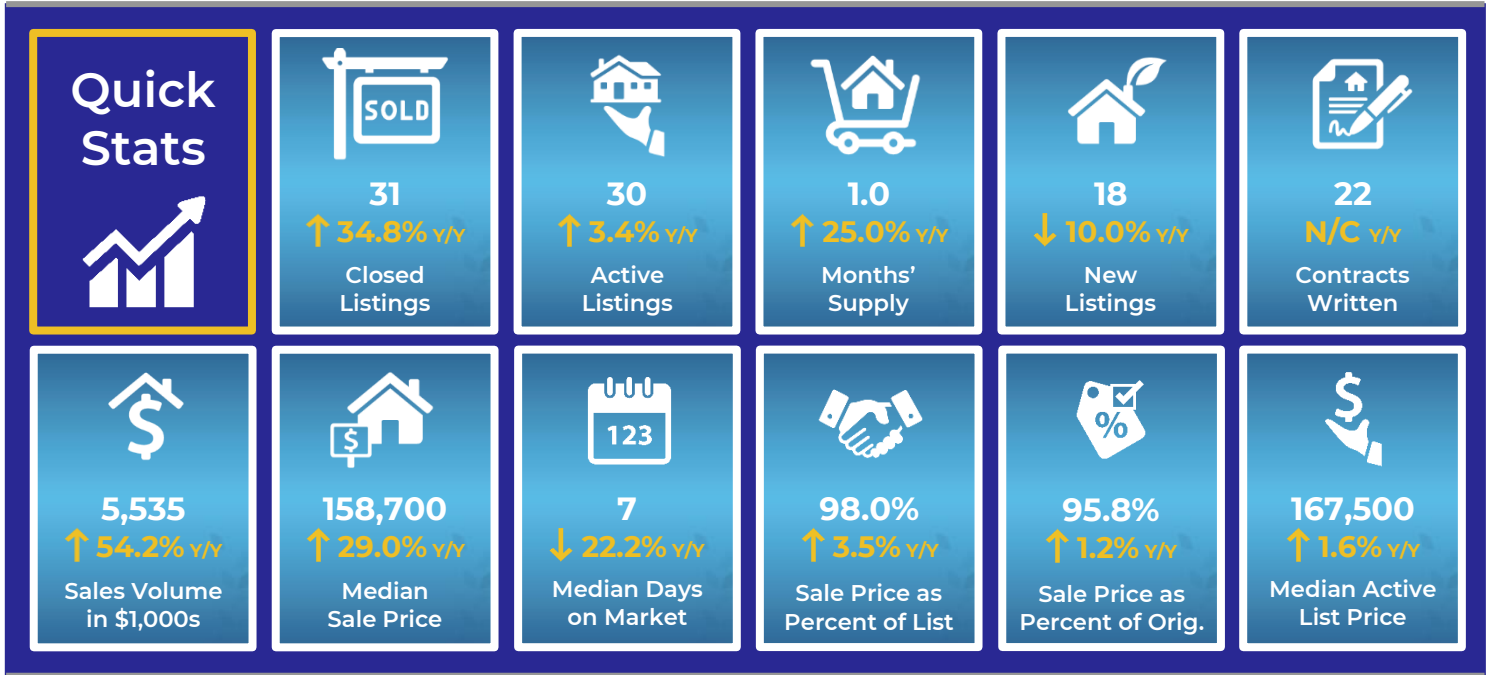 Quick
Stats
SOLD
31
↑ 34.8% Y/Y
Closed
Listings
30
↑ 3.4% Y/Y
Active
Listings
1.0
↑ 25.0% Y/Y
Months’
Supply
18
↓ 10.0% Y/Y
New
Listings
22
N/C Y/Y
Contracts
Written
$
5,535
↑ 54.2% Y/Y
Sales Volume
in $1,000s
$
158,700
↑ 29.0% Y/Y
Median
Sale Price
123
7
↓ 22.2% Y/Y
Median Days
on Market
98.0%
↑ 3.5% Y/Y
Sale Price as
Percent of List
%
95.8%
↑ 1.2% Y/Y
Sale Price as
Percent of Orig.
$
167,500
↑ 1.6% Y/Y
Median Active
List Price